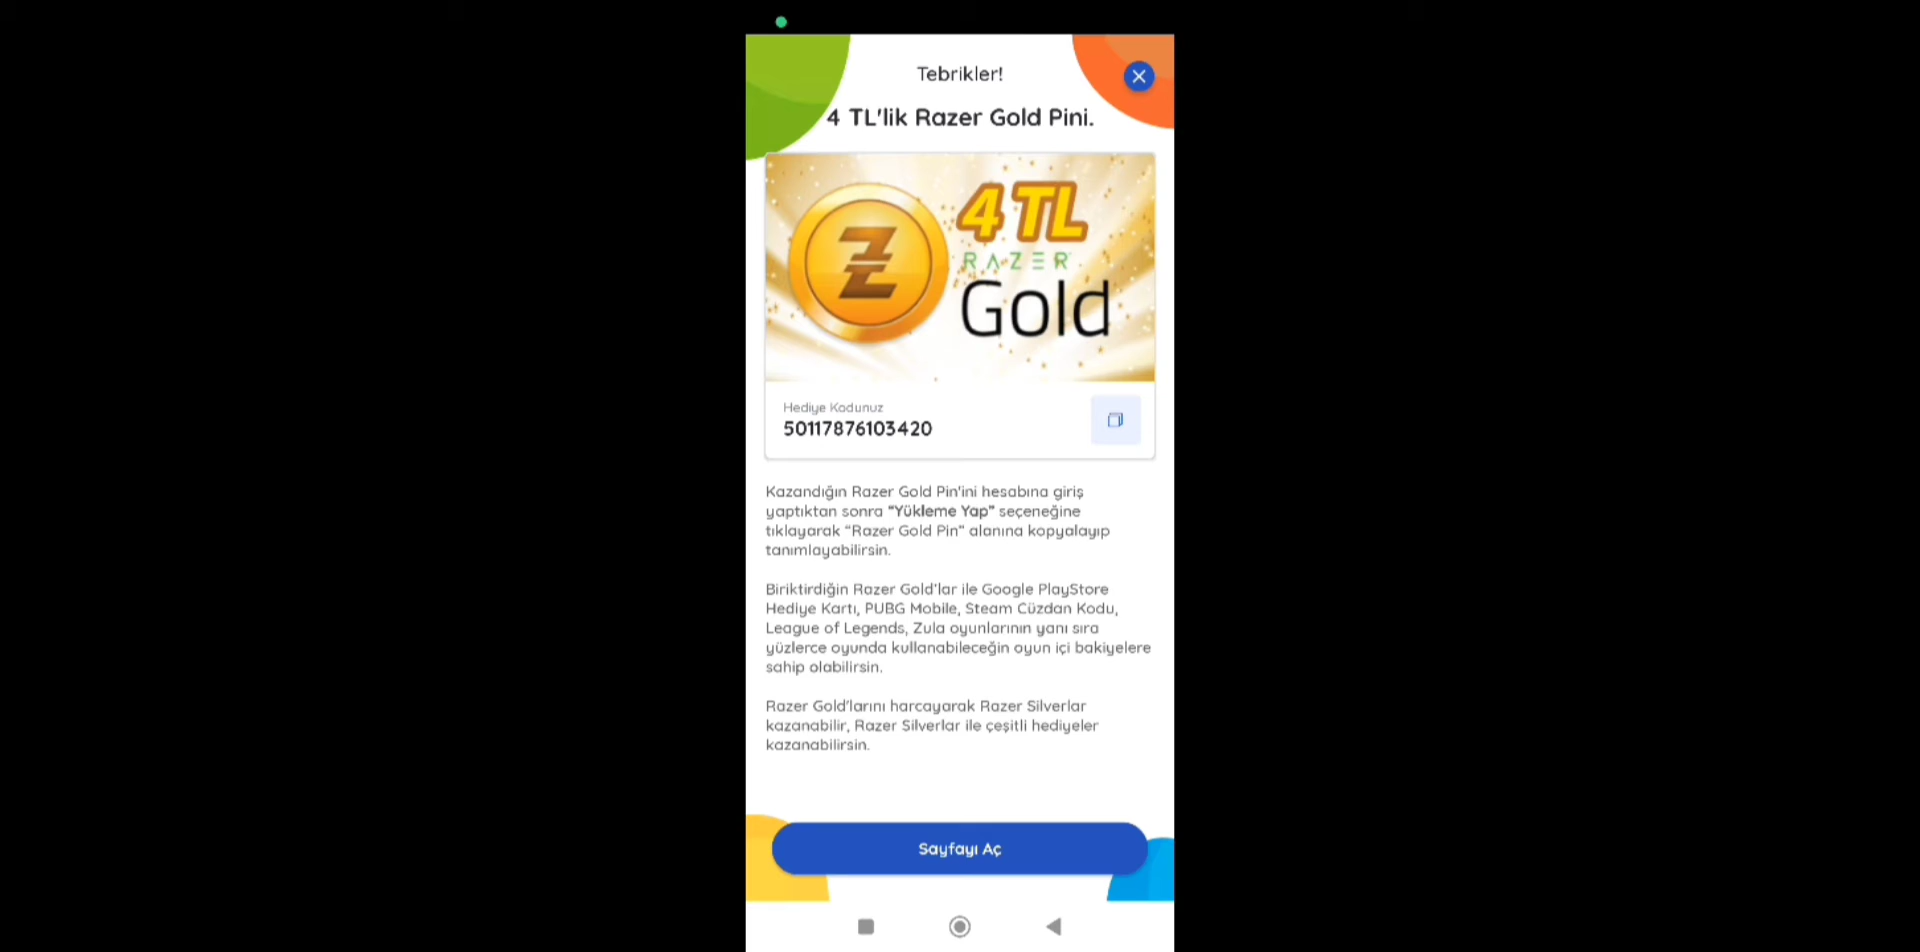 Tebrikler!
4 TL'lik Razer Gold Pini.
4 TL
RAZER
Gold
Hediye Kodunuz
50117876103420
Kazandığın Razer Gold Pin'ini hesabına giriş
yaptıktan sonra “Yükleme Yap” seçeneğine
tıklayarak “Razer Gold Pin” alanına kopyalayıp
tanımlayabilirsin.
Biriktirdiğin Razer Gold'lar ile Google PlayStore
Hediye Kartı, PUBG Mobile, Steam Cüzdan Kodu,
League of Legends, Zula oyunlarının yanı sıra
yüzlerce oyunda kullanabileceğin oyun içi bakiyelere
sahip olabilirsin.
Razer Gold'larını harcayarak Razer Silverlar
kazanabilir, Razer Silverlar ile çeşitli hediyeler
kazanabilirsin.
Sayfayı Aç